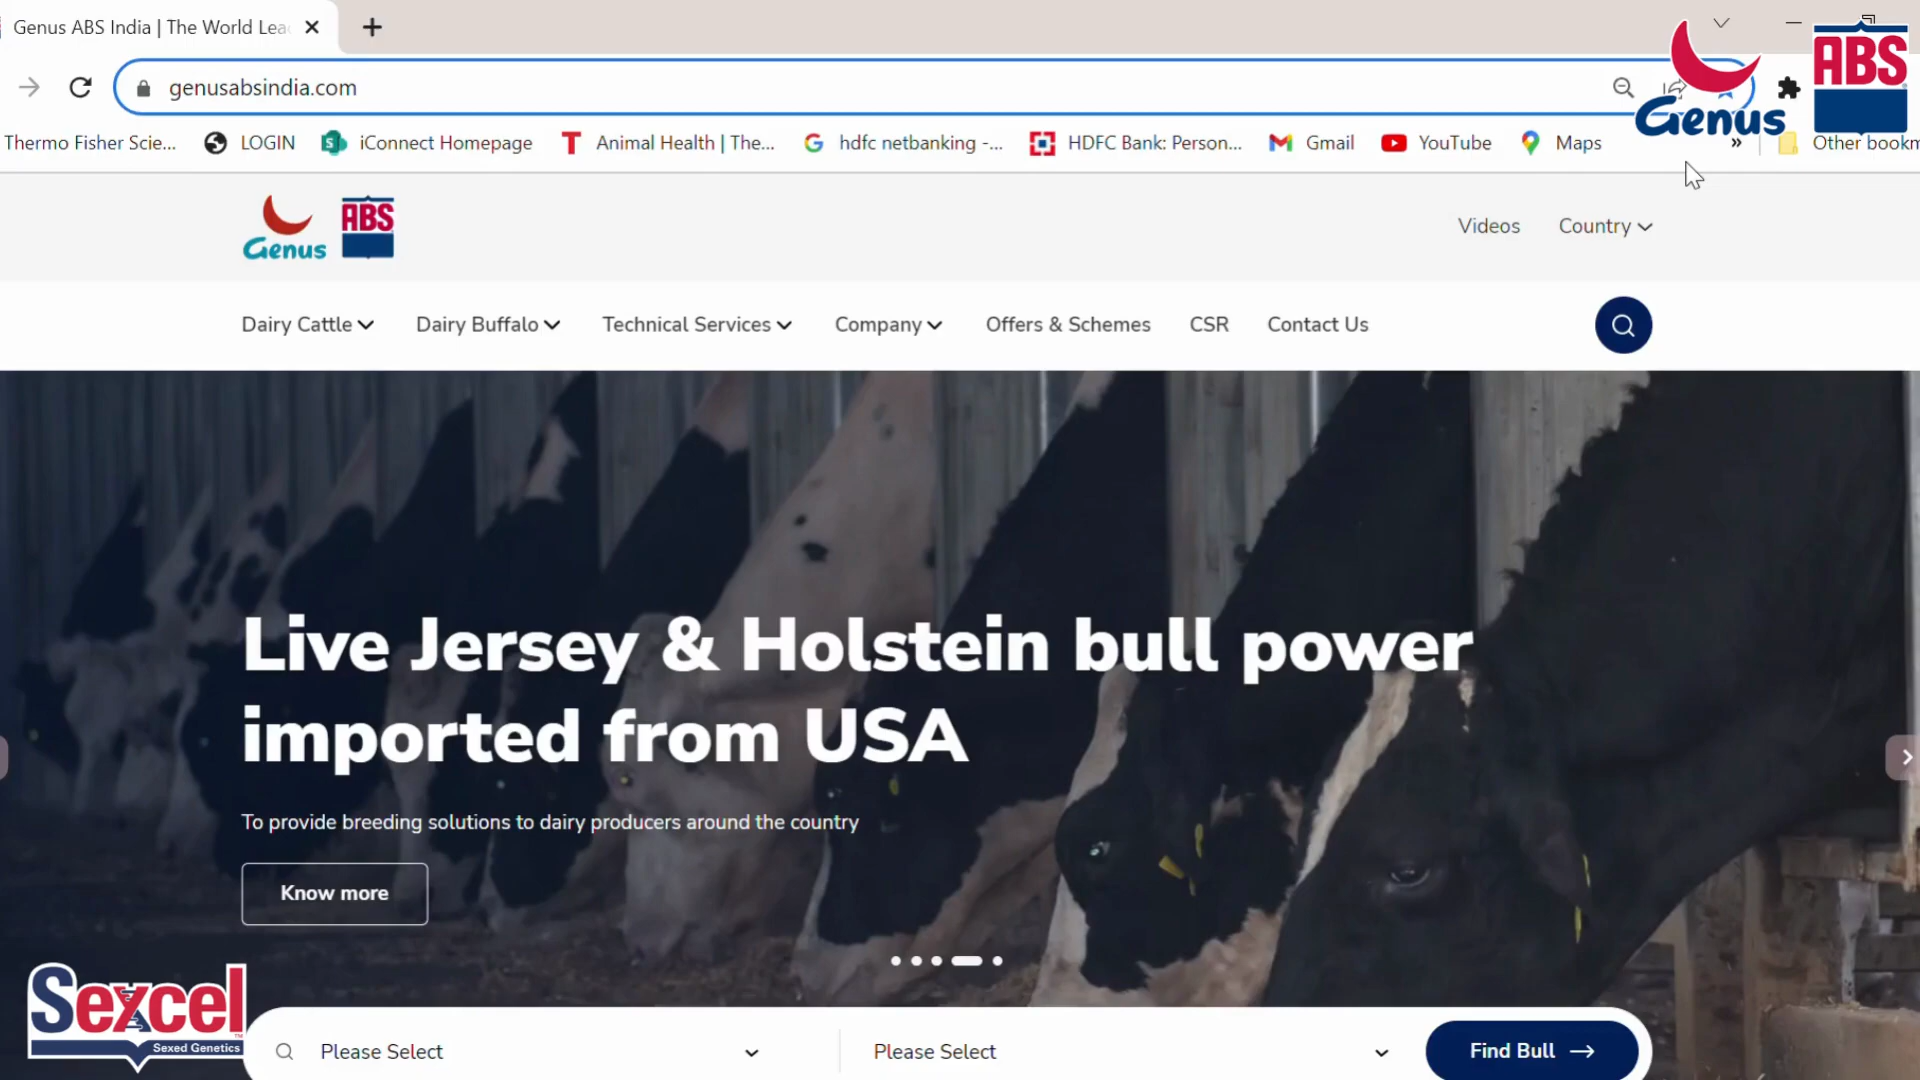 Genus ABS India | The World Lea
genusabsindia.com
Genus
ABS
Thermo Fisher Scie...
LOGIN
iConnect Homepage
Animal Health | The...
hdfc netbanking -...
HDFC Bank: Person...
Gmail
YouTube
Maps
»
Other bookm
Genus
ABS
Videos
Country
Dairy Cattle
Dairy Buffalo
Technical Services
Company
Offers & Schemes
CSR
Contact Us
Live Jersey & Holstein bull power
imported from USA
To provide breeding solutions to dairy producers around the country
Know more
Sexcel
Sexed Genetics
Please Select
Please Select
Find Bull